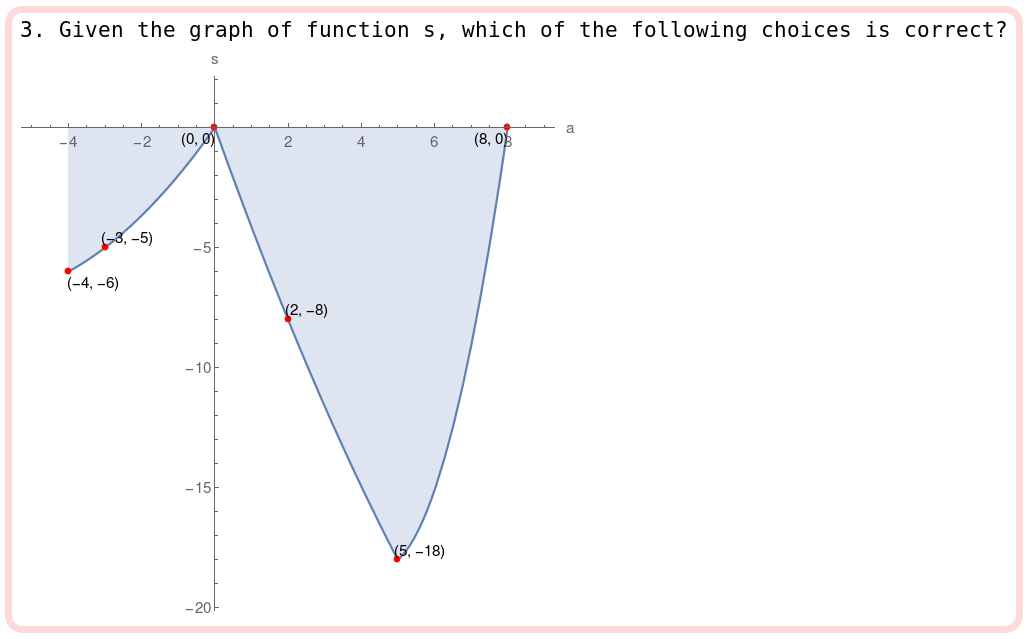 3. Given the graph of function s, which of the following choices is correct?
s
a
−4 −2 2 4 6 8
(0, 0) (8, 0)
(−3, −5)
−5
(−4, −6)
(2, −8)
−10
−15
(5, −18)
−20